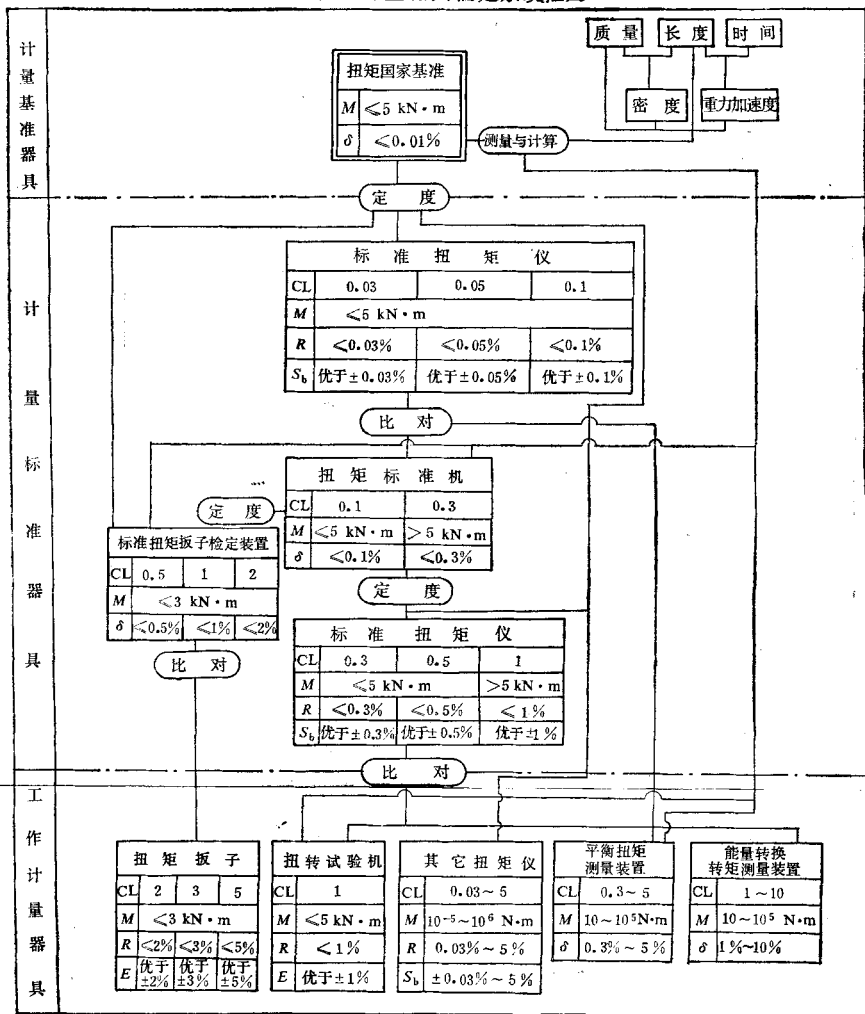 计量基准器具
质量
长度
时间
密度
重力加速度
扭矩国家基准
M ≤5 kN·m
δ ≤0.01%
测量与计算
定度
计量标准器具
标准扭矩仪
CL 0.03 0.05 0.1
M ≤5 kN·m
R ≤0.03% ≤0.05% ≤0.1%
Sb 优于±0.03% 优于±0.05% 优于±0.1%
比对
扭矩标准机
CL 0.1 0.3
M ≤5 kN·m >5 kN·m
δ ≤0.1% ≤0.3%
定度
标准扭矩扳子检定装置
CL 0.5 1 2
M ≤3 kN·m
δ ≤0.5% ≤1% ≤2%
比对
定度
标准扭矩仪
CL 0.3 0.5 1
M ≤5 kN·m >5 kN·m
R ≤0.3% ≤0.5% ≤1%
Sb 优于±0.3% 优于±0.5% 优于±1%
比对
工作计量器具
扭矩扳子
CL 2 3 5
M ≤3 kN·m
R ≤2% ≤3% ≤5%
E 优于±2% 优于±3% 优于±5%
扭转试验机
CL 1
M ≤5 kN·m
R ≤1%
E 优于±1%
其它扭矩仪
CL 0.03~5
M 10⁻⁵~10⁶ N·m
R 0.03%~5%
Sb ±0.03%~5%
平衡扭矩
测量装置
CL 0.3~5
M 10~10⁵N·m
δ 0.3%~5%
能量转换
转矩测量装置
CL 1~10
M 10~10⁵ N·m
δ 1%~10%